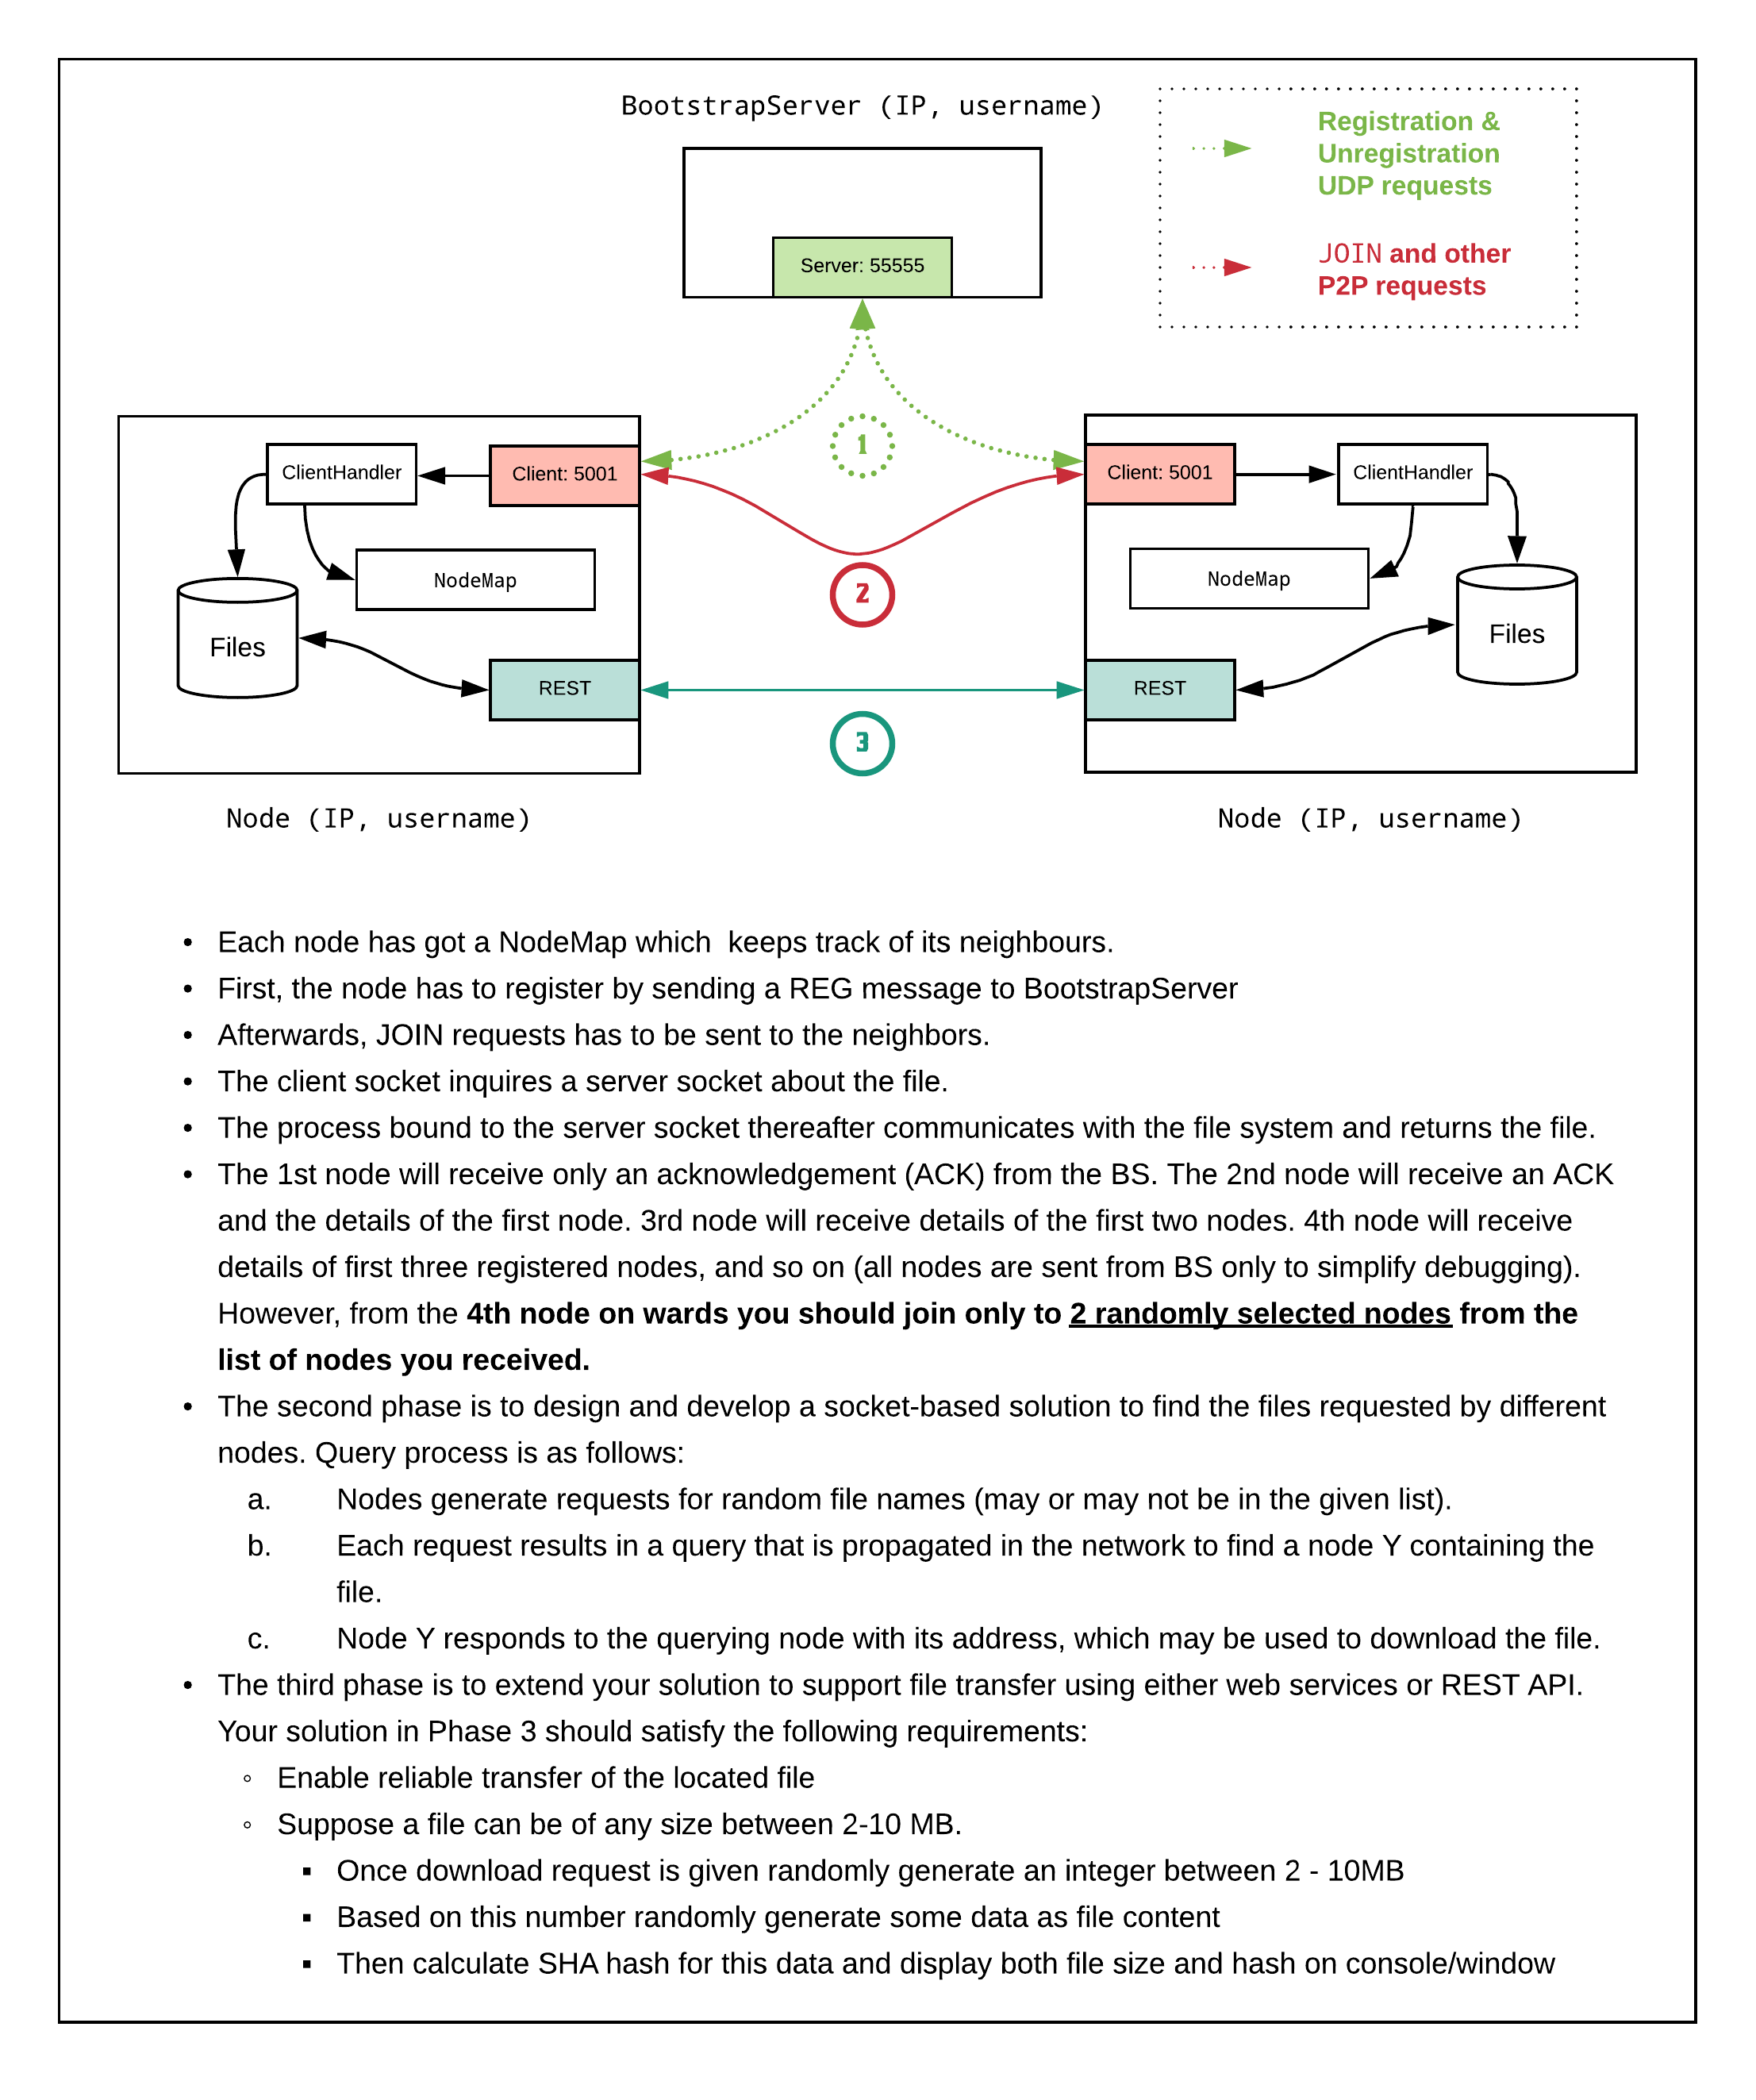 BootstrapServer (IP, username)
Registration &
Unregistration
UDP requests
JOIN and other
P2P requests
Server: 55555
1
ClientHandler
Client: 5001
Client: 5001
ClientHandler
NodeMap
NodeMap
2
Files
Files
REST
REST
3
Node (IP, username)
Node (IP, username)
• Each node has got a NodeMap which  keeps track of its neighbours.
• First, the node has to register by sending a REG message to BootstrapServer
• Afterwards, JOIN requests has to be sent to the neighbors.
• The client socket inquires a server socket about the file.
• The process bound to the server socket thereafter communicates with the file system and returns the file.
• The 1st node will receive only an acknowledgement (ACK) from the BS. The 2nd node will receive an ACK
and the details of the first node. 3rd node will receive details of the first two nodes. 4th node will receive
details of first three registered nodes, and so on (all nodes are sent from BS only to simplify debugging).
However, from the 4th node on wards you should join only to 2 randomly selected nodes from the
list of nodes you received.
• The second phase is to design and develop a socket-based solution to find the files requested by different
nodes. Query process is as follows:
a. Nodes generate requests for random file names (may or may not be in the given list).
b. Each request results in a query that is propagated in the network to find a node Y containing the
file.
c. Node Y responds to the querying node with its address, which may be used to download the file.
• The third phase is to extend your solution to support file transfer using either web services or REST API.
Your solution in Phase 3 should satisfy the following requirements:
◦ Enable reliable transfer of the located file
◦ Suppose a file can be of any size between 2-10 MB.
▪ Once download request is given randomly generate an integer between 2 - 10MB
▪ Based on this number randomly generate some data as file content
▪ Then calculate SHA hash for this data and display both file size and hash on console/window